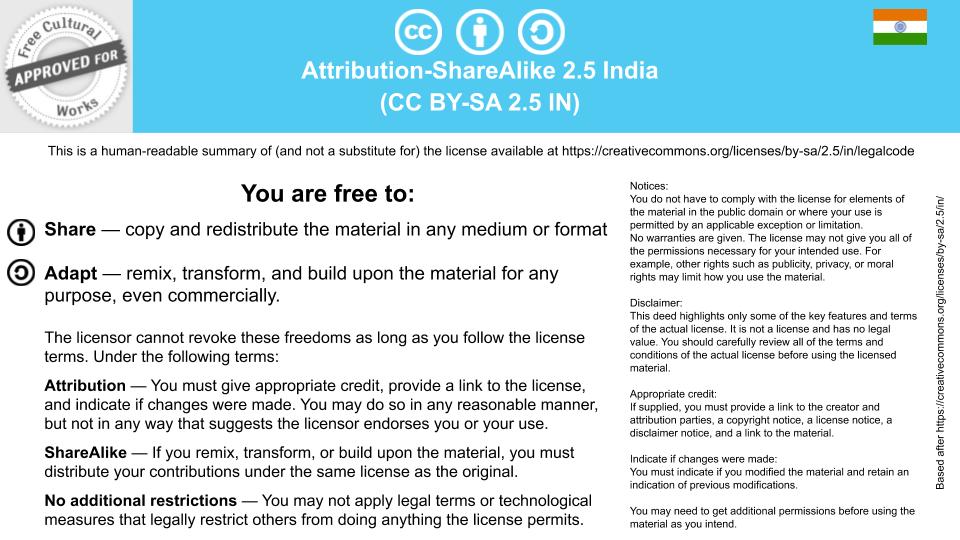 Free Cultural
APPROVED FOR
Works
cc
Attribution-ShareAlike 2.5 India
(CC BY-SA 2.5 IN)
This is a human-readable summary of (and not a substitute for) the license available at https://creativecommons.org/licenses/by-sa/2.5/in/legalcode
You are free to:
Share — copy and redistribute the material in any medium or format
Adapt — remix, transform, and build upon the material for any
purpose, even commercially.
The licensor cannot revoke these freedoms as long as you follow the license
terms. Under the following terms:
Attribution — You must give appropriate credit, provide a link to the license,
and indicate if changes were made. You may do so in any reasonable manner,
but not in any way that suggests the licensor endorses you or your use.
ShareAlike — If you remix, transform, or build upon the material, you must
distribute your contributions under the same license as the original.
No additional restrictions — You may not apply legal terms or technological
measures that legally restrict others from doing anything the license permits.
Notices:
You do not have to comply with the license for elements of
the material in the public domain or where your use is
permitted by an applicable exception or limitation.
No warranties are given. The license may not give you all of
the permissions necessary for your intended use. For
example, other rights such as publicity, privacy, or moral
rights may limit how you use the material.
Disclaimer:
This deed highlights only some of the key features and terms
of the actual license. It is not a license and has no legal
value. You should carefully review all of the terms and
conditions of the actual license before using the licensed
material.
Appropriate credit:
If supplied, you must provide a link to the creator and
attribution parties, a copyright notice, a license notice, a
disclaimer notice, and a link to the material.
Indicate if changes were made:
You must indicate if you modified the material and retain an
indication of previous modifications.
You may need to get additional permissions before using the
material as you intend.
Based after https://creativecommons.org/licenses/by-sa/2.5/in/